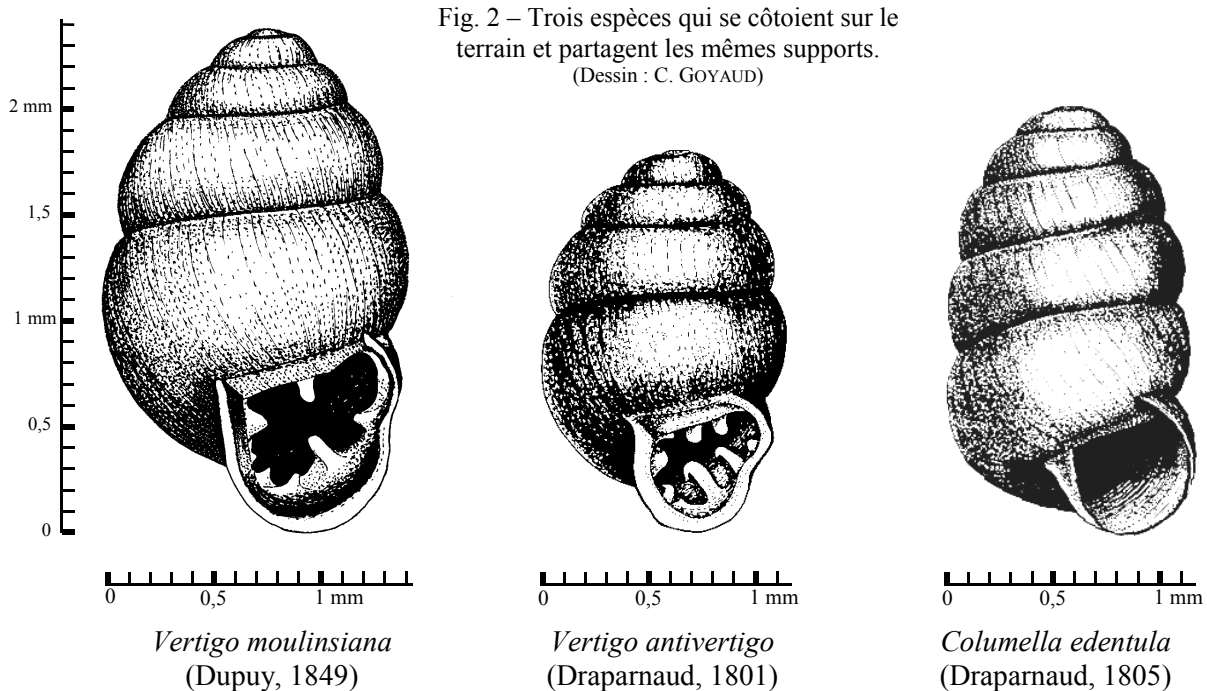 Fig. 2 – Trois espèces qui se côtoient sur le
terrain et partagent les mêmes supports.
(Dessin : C. GOYAUD)
2 mm
1,5
1 mm
0,5
0
0 0,5 1 mm
0 0,5 1 mm
0 0,5 1 mm
Vertigo moulinsiana
(Dupuy, 1849)
Vertigo antivertigo
(Draparnaud, 1801)
Columella edentula
(Draparnaud, 1805)